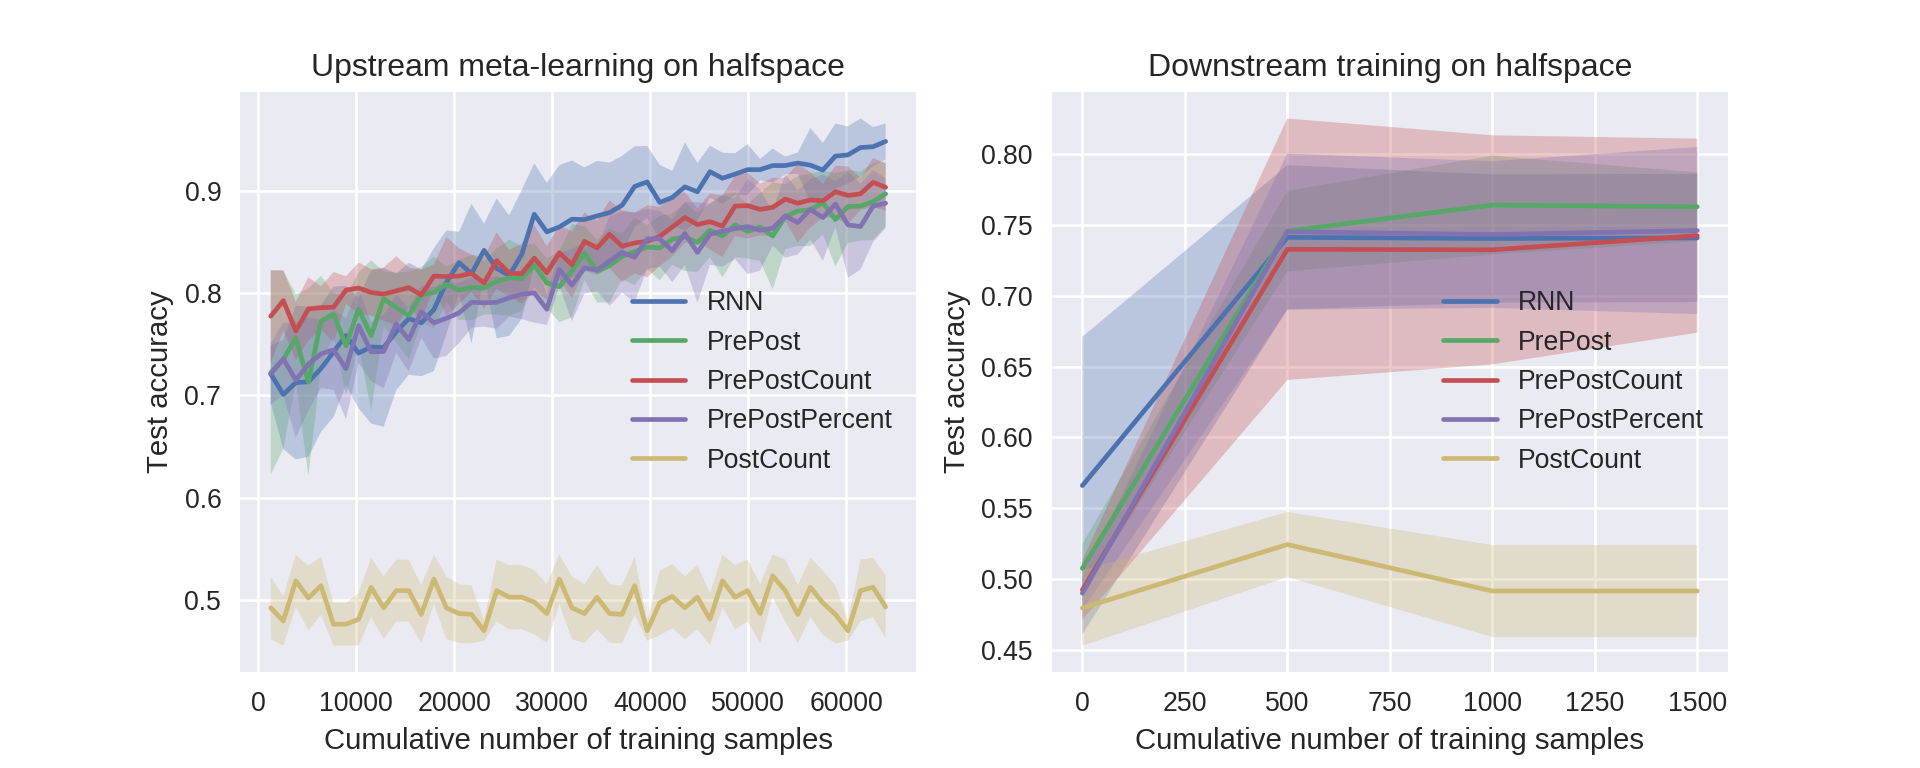 Upstream meta-learning on halfspace
Test accuracy
0.9
0.8
0.7
0.6
0.5
RNN
PrePost
PrePostCount
PrePostPercent
PostCount
0 10000 20000 30000 40000 50000 60000
Cumulative number of training samples
Downstream training on halfspace
Test accuracy
0.80
0.75
0.70
0.65
0.60
0.55
0.50
0.45
RNN
PrePost
PrePostCount
PrePostPercent
PostCount
0 250 500 750 1000 1250 1500
Cumulative number of training samples